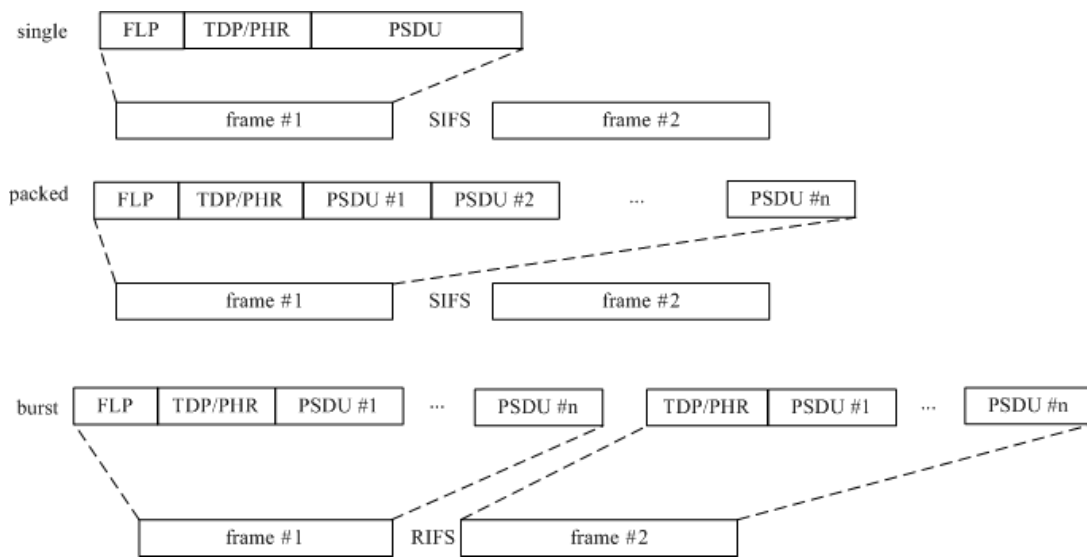 single FLP TDP/PHR PSDU
frame #1 SIFS frame #2
packed FLP TDP/PHR PSDU #1 PSDU #2 ... PSDU #n
frame #1 SIFS frame #2
burst FLP TDP/PHR PSDU #1 ... PSDU #n TDP/PHR PSDU #1 ... PSDU #n
frame #1 RIFS frame #2